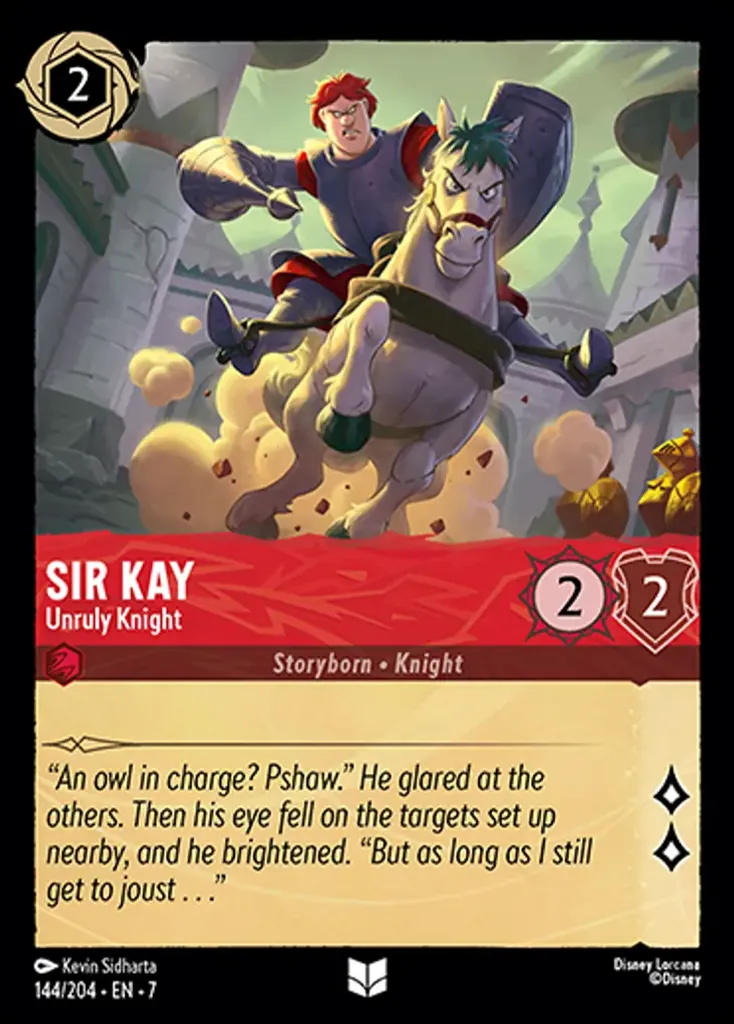 2
SIR KAY
Unruly Knight
2
2
Storyborn • Knight
“An owl in charge? Pshaw.” He glared at the
others. Then his eye fell on the targets set up
nearby, and he brightened. “But as long as I still
get to joust . . .”
Kevin Sidharta
144/204 • EN • 7
Disney Lorcana
©Disney